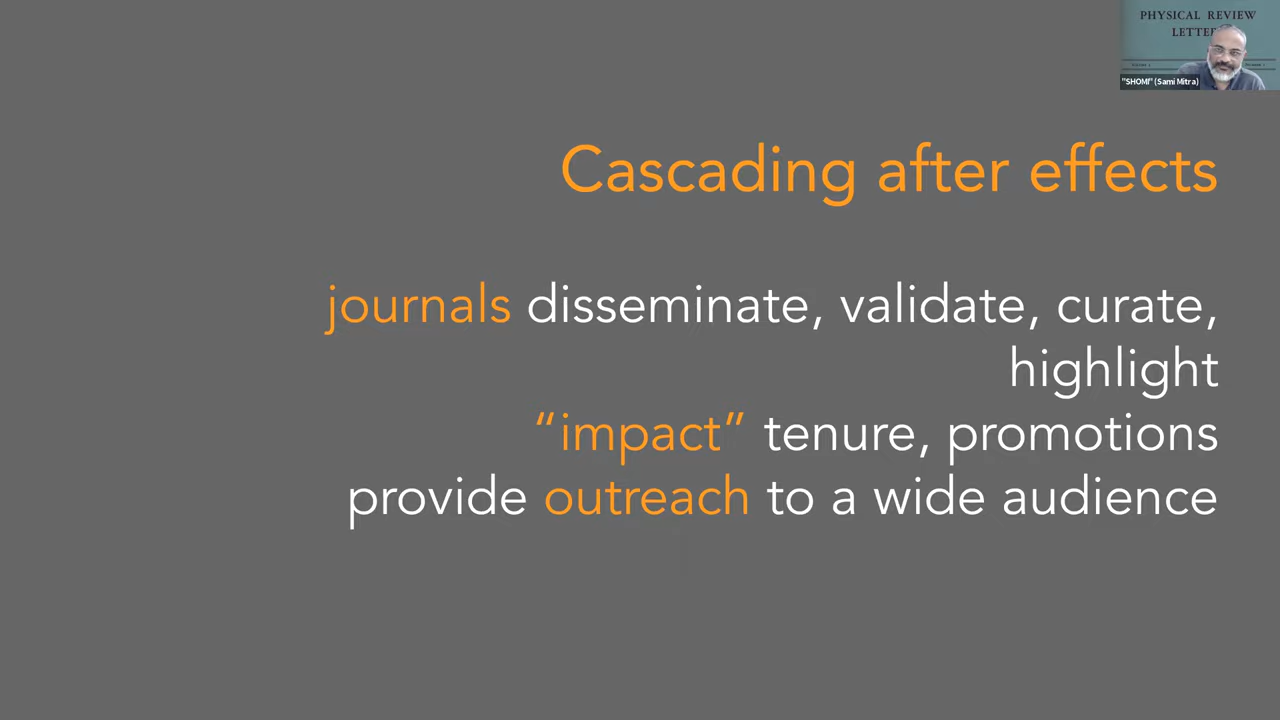 PHYSICAL REVIEW
LETTER
"SHOMI" (Sami Mitra)
Cascading after effects
journals disseminate, validate, curate,
highlight
“impact” tenure, promotions
provide outreach to a wide audience